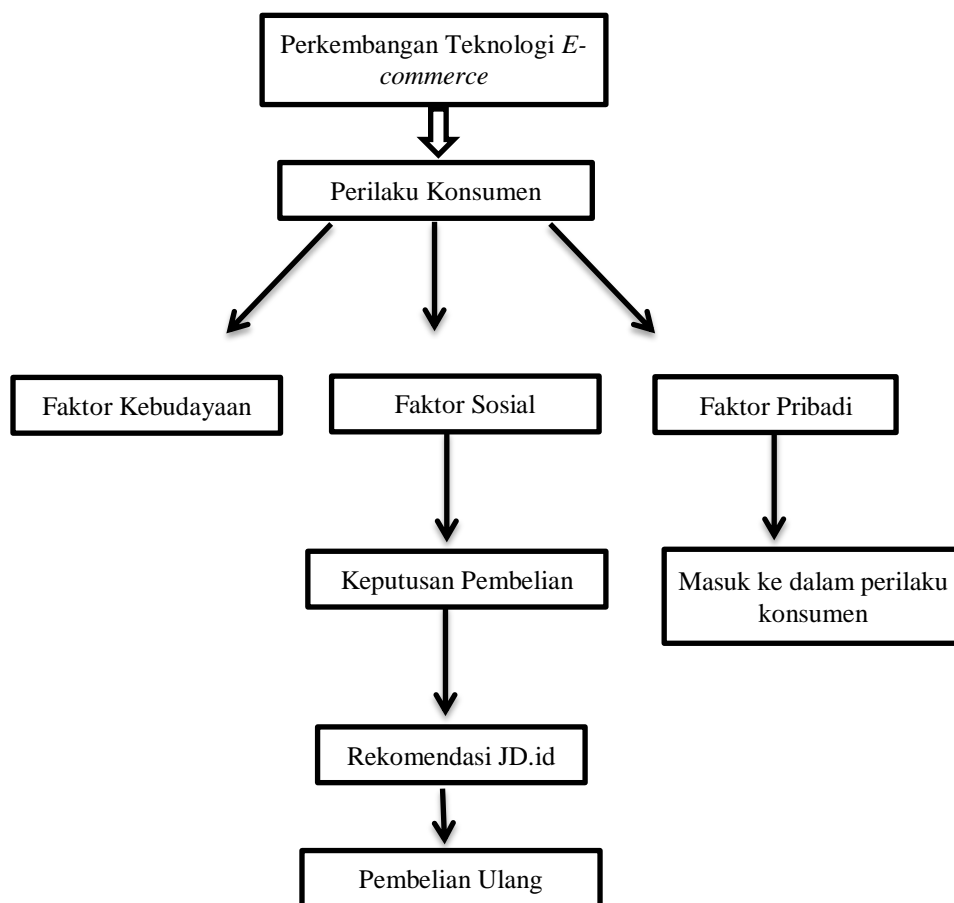 Perkembangan Teknologi E-
commerce
Perilaku Konsumen
Faktor Kebudayaan
Faktor Sosial
Faktor Pribadi
Keputusan Pembelian
Masuk ke dalam perilaku
konsumen
Rekomendasi JD.id
Pembelian Ulang